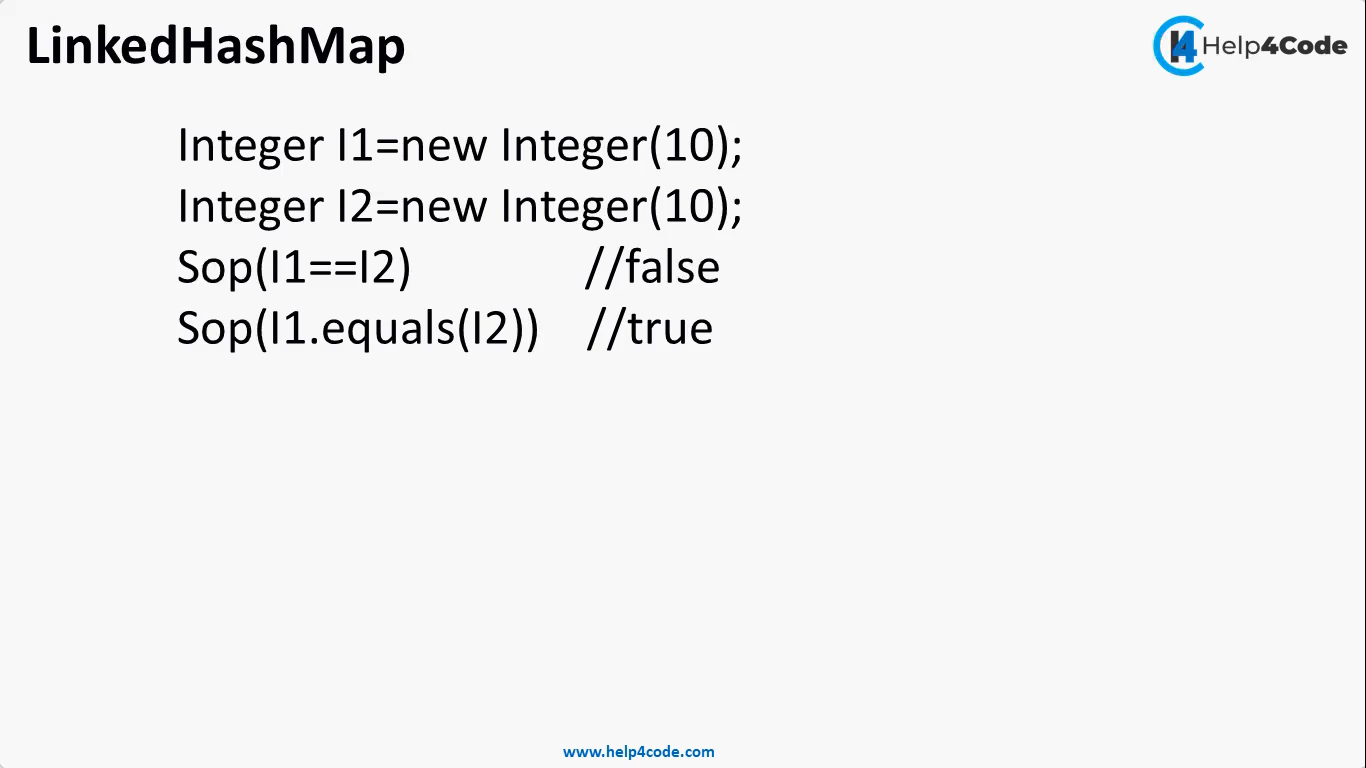 LinkedHashMap
Help4Code
Integer I1=new Integer(10);
Integer I2=new Integer(10);
Sop(I1==I2) //false
Sop(I1.equals(I2)) //true
www.help4code.com